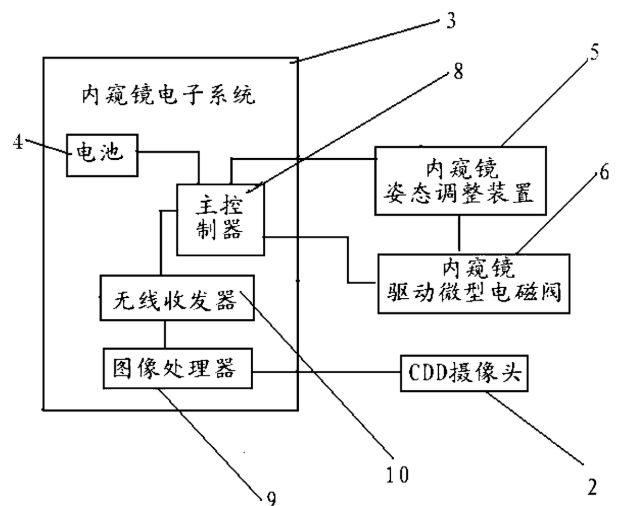 3
内窥镜电子系统
8
5
4
电池
内窥镜
姿态调整装置
6
主控
制器
内窥镜
驱动微型电磁阀
无线收发器
图像处理器
CDD摄像头
10
2
9